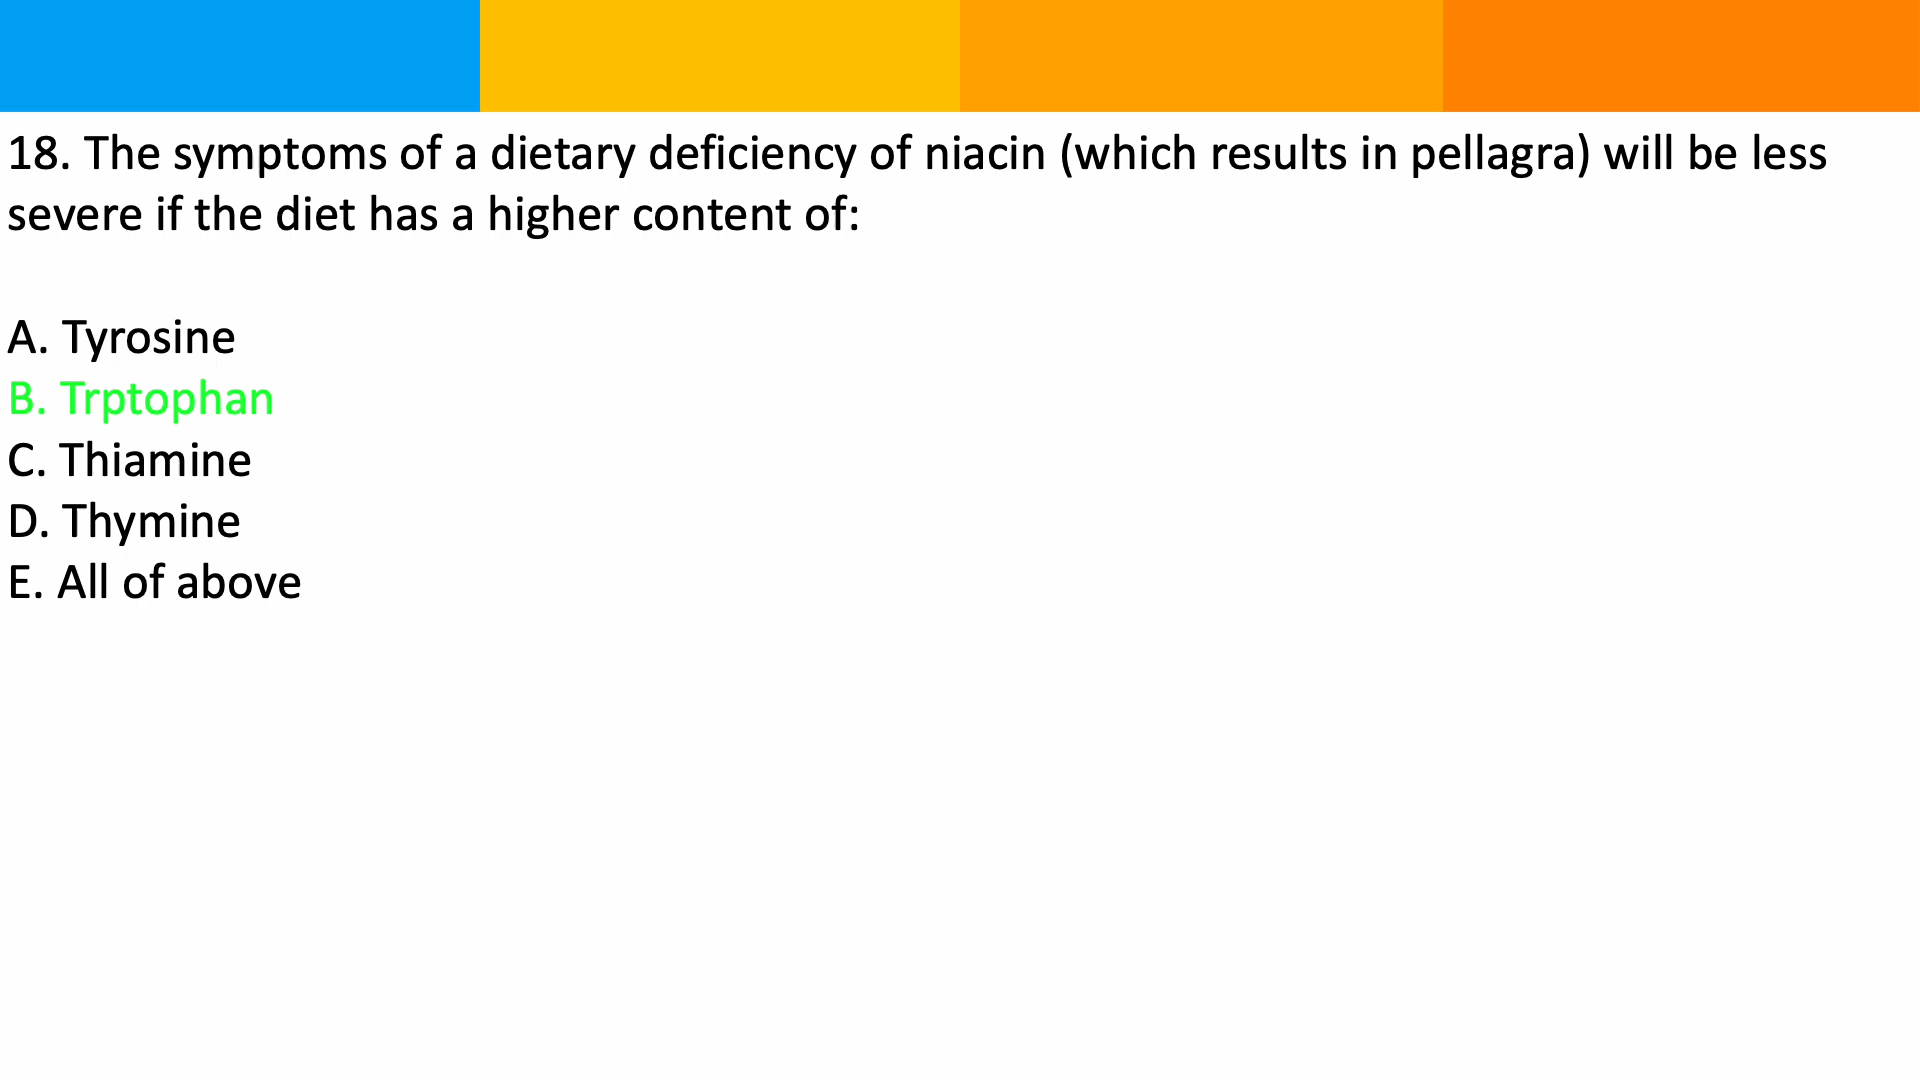 18. The symptoms of a dietary deficiency of niacin (which results in pellagra) will be less
severe if the diet has a higher content of:
A. Tyrosine
B. Trptophan
C. Thiamine
D. Thymine
E. All of above